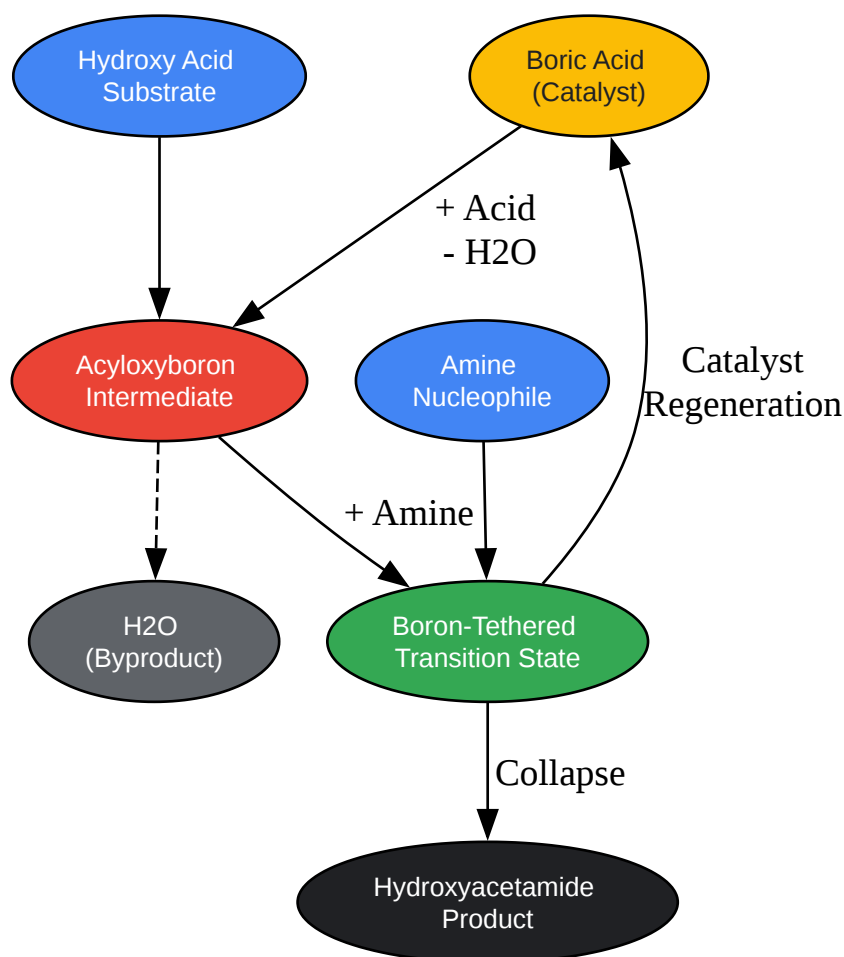 Hydroxy Acid
Substrate
Boric Acid
(Catalyst)
+ Acid
- H2O
Acyloxyboron
Intermediate
Amine
Nucleophile
Catalyst
Regeneration
+ Amine
H2O
(Byproduct)
Boron-Tethered
Transition State
Collapse
Hydroxyacetamide
Product